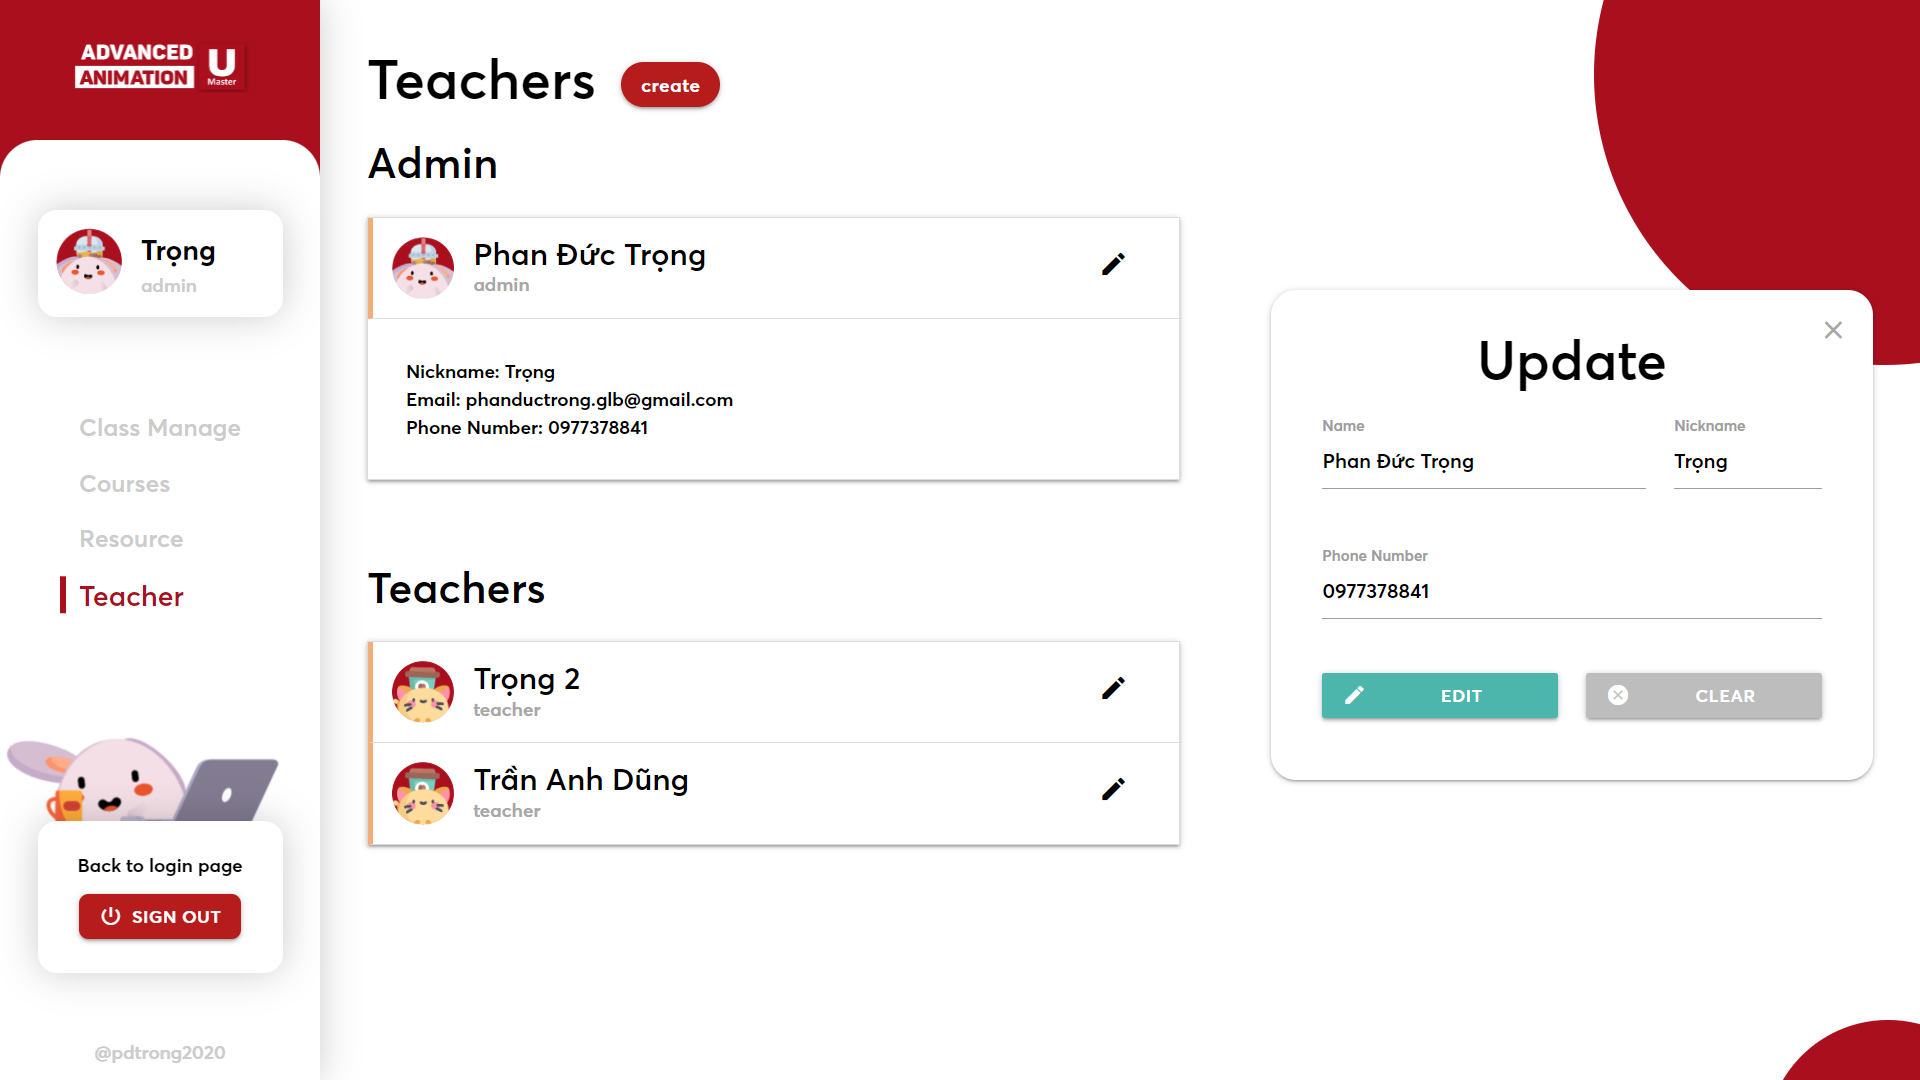 ADVANCED
ANIMATION
U
Master
Trọng
admin
Class Manage
Courses
Resource
Teacher
Back to login page
SIGN OUT
@pdtrong2020
Teachers
create
Admin
Phan Đức Trọng
admin
Nickname: Trọng
Email: phanductrong.glb@gmail.com
Phone Number: 0977378841
Teachers
Trọng 2
teacher
Trần Anh Dũng
teacher
Update
Name
Nickname
Phan Đức Trọng
Trọng
Phone Number
0977378841
EDIT
CLEAR